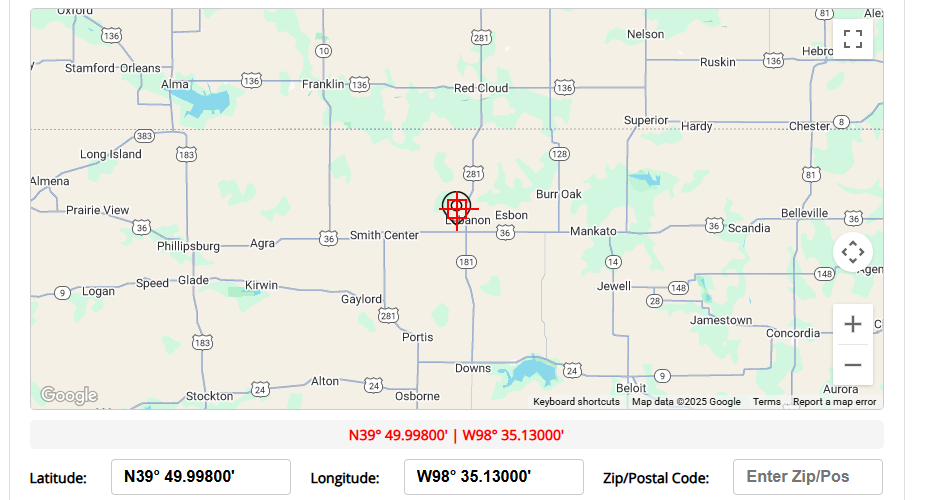 Oxford
81
Alex
136
281
Nelson
10
Hebro
Ruskin
136
Stamford
Orleans
Alma
136
Franklin
136
Red Cloud
136
Superior
Hardy
Chester
8
383
Long Island
183
128
281
81
Almena
Burr Oak
Prairie View
Lebanon
Esbon
Belleville
36
36
Smith Center
36
Mankato
36
Scandia
36
Phillipsburg
Agra
181
14
148
Agen
Speed
Glade
Kirwin
Jewell
148
9
Logan
Gaylord
28
281
Jamestown
+
C
Portis
Concordia
183
−
Downs
24
9
Alton
24
24
Beloit
Aurora
Google
Stockton
Osborne
Keyboard shortcuts
Map data ©2025 Google
Terms
Report a map error
N39° 49.99800' | W98° 35.13000'
Latitude: N39° 49.99800' Longitude: W98° 35.13000' Zip/Postal Code: Enter Zip/Pos